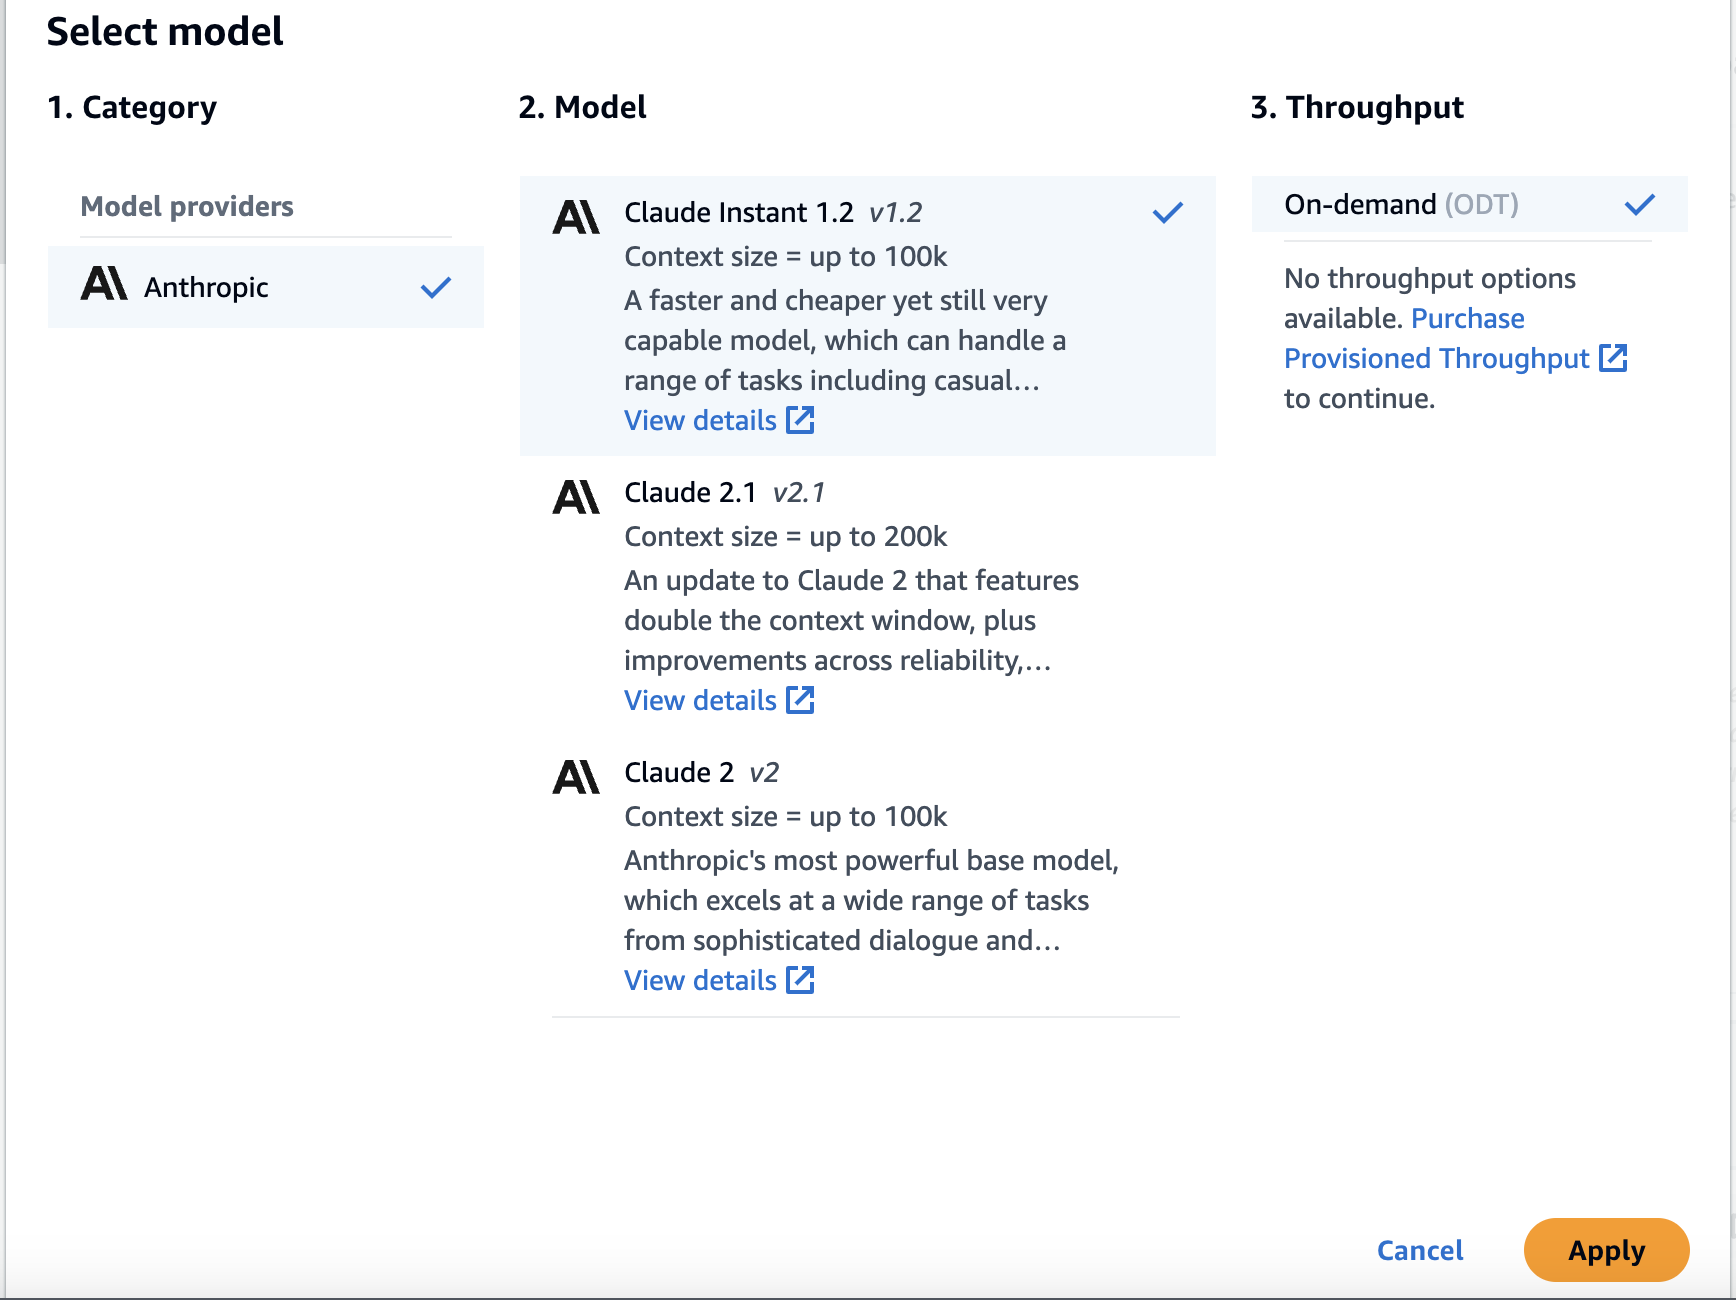 Select model
1. Category
Model providers
Anthropic
2. Model
Claude Instant 1.2 v1.2
Context size = up to 100k
A faster and cheaper yet still very
capable model, which can handle a
range of tasks including casual...
View details
Claude 2.1 v2.1
Context size = up to 200k
An update to Claude 2 that features
double the context window, plus
improvements across reliability,...
View details
Claude 2 v2
Context size = up to 100k
Anthropic's most powerful base model,
which excels at a wide range of tasks
from sophisticated dialogue and...
View details
3. Throughput
On-demand (ODT)
No throughput options
available. Purchase
Provisioned Throughput
to continue.
Cancel
Apply